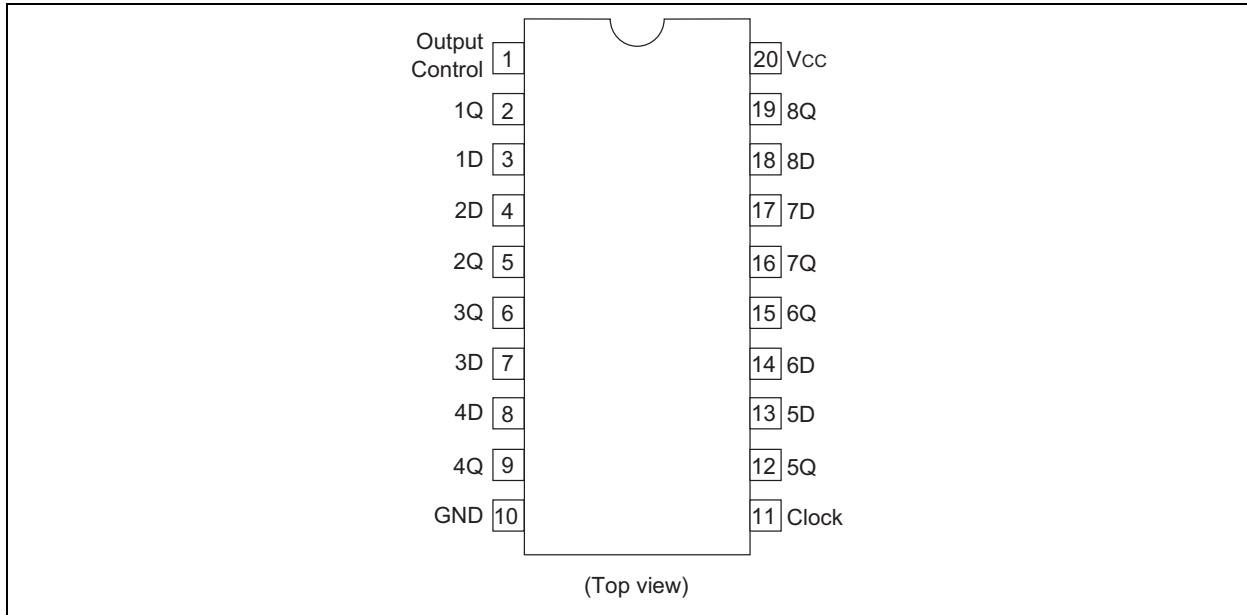 Output
Control 1 20 VCC
1Q 2 19 8Q
1D 3 18 8D
2D 4 17 7D
2Q 5 16 7Q
3Q 6 15 6Q
3D 7 14 6D
4D 8 13 5D
4Q 9 12 5Q
GND 10 11 Clock
(Top view)